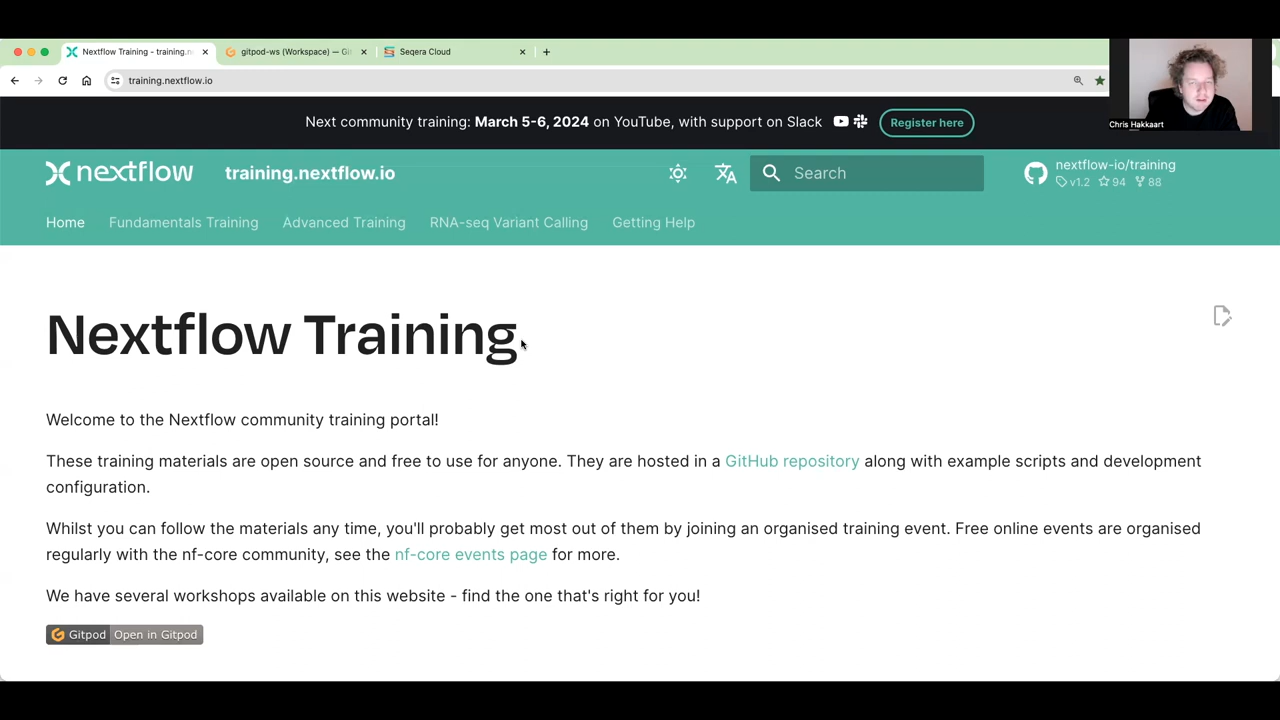 Nextflow Training - training.n
gitpod-ws (Workspace) — Gi
Seqera Cloud
training.nextflow.io
Chris Hakkaart
Next community training: March 5-6, 2024 on YouTube, with support on Slack
Register here
nextflow
training.nextflow.io
Search
nextflow-io/training
v1.2 94 88
Home
Fundamentals Training
Advanced Training
RNA-seq Variant Calling
Getting Help
Nextflow Training
Welcome to the Nextflow community training portal!
These training materials are open source and free to use for anyone. They are hosted in a GitHub repository along with example scripts and development
configuration.
Whilst you can follow the materials any time, you'll probably get most out of them by joining an organised training event. Free online events are organised
regularly with the nf-core community, see the nf-core events page for more.
We have several workshops available on this website - find the one that's right for you!
Gitpod Open in Gitpod